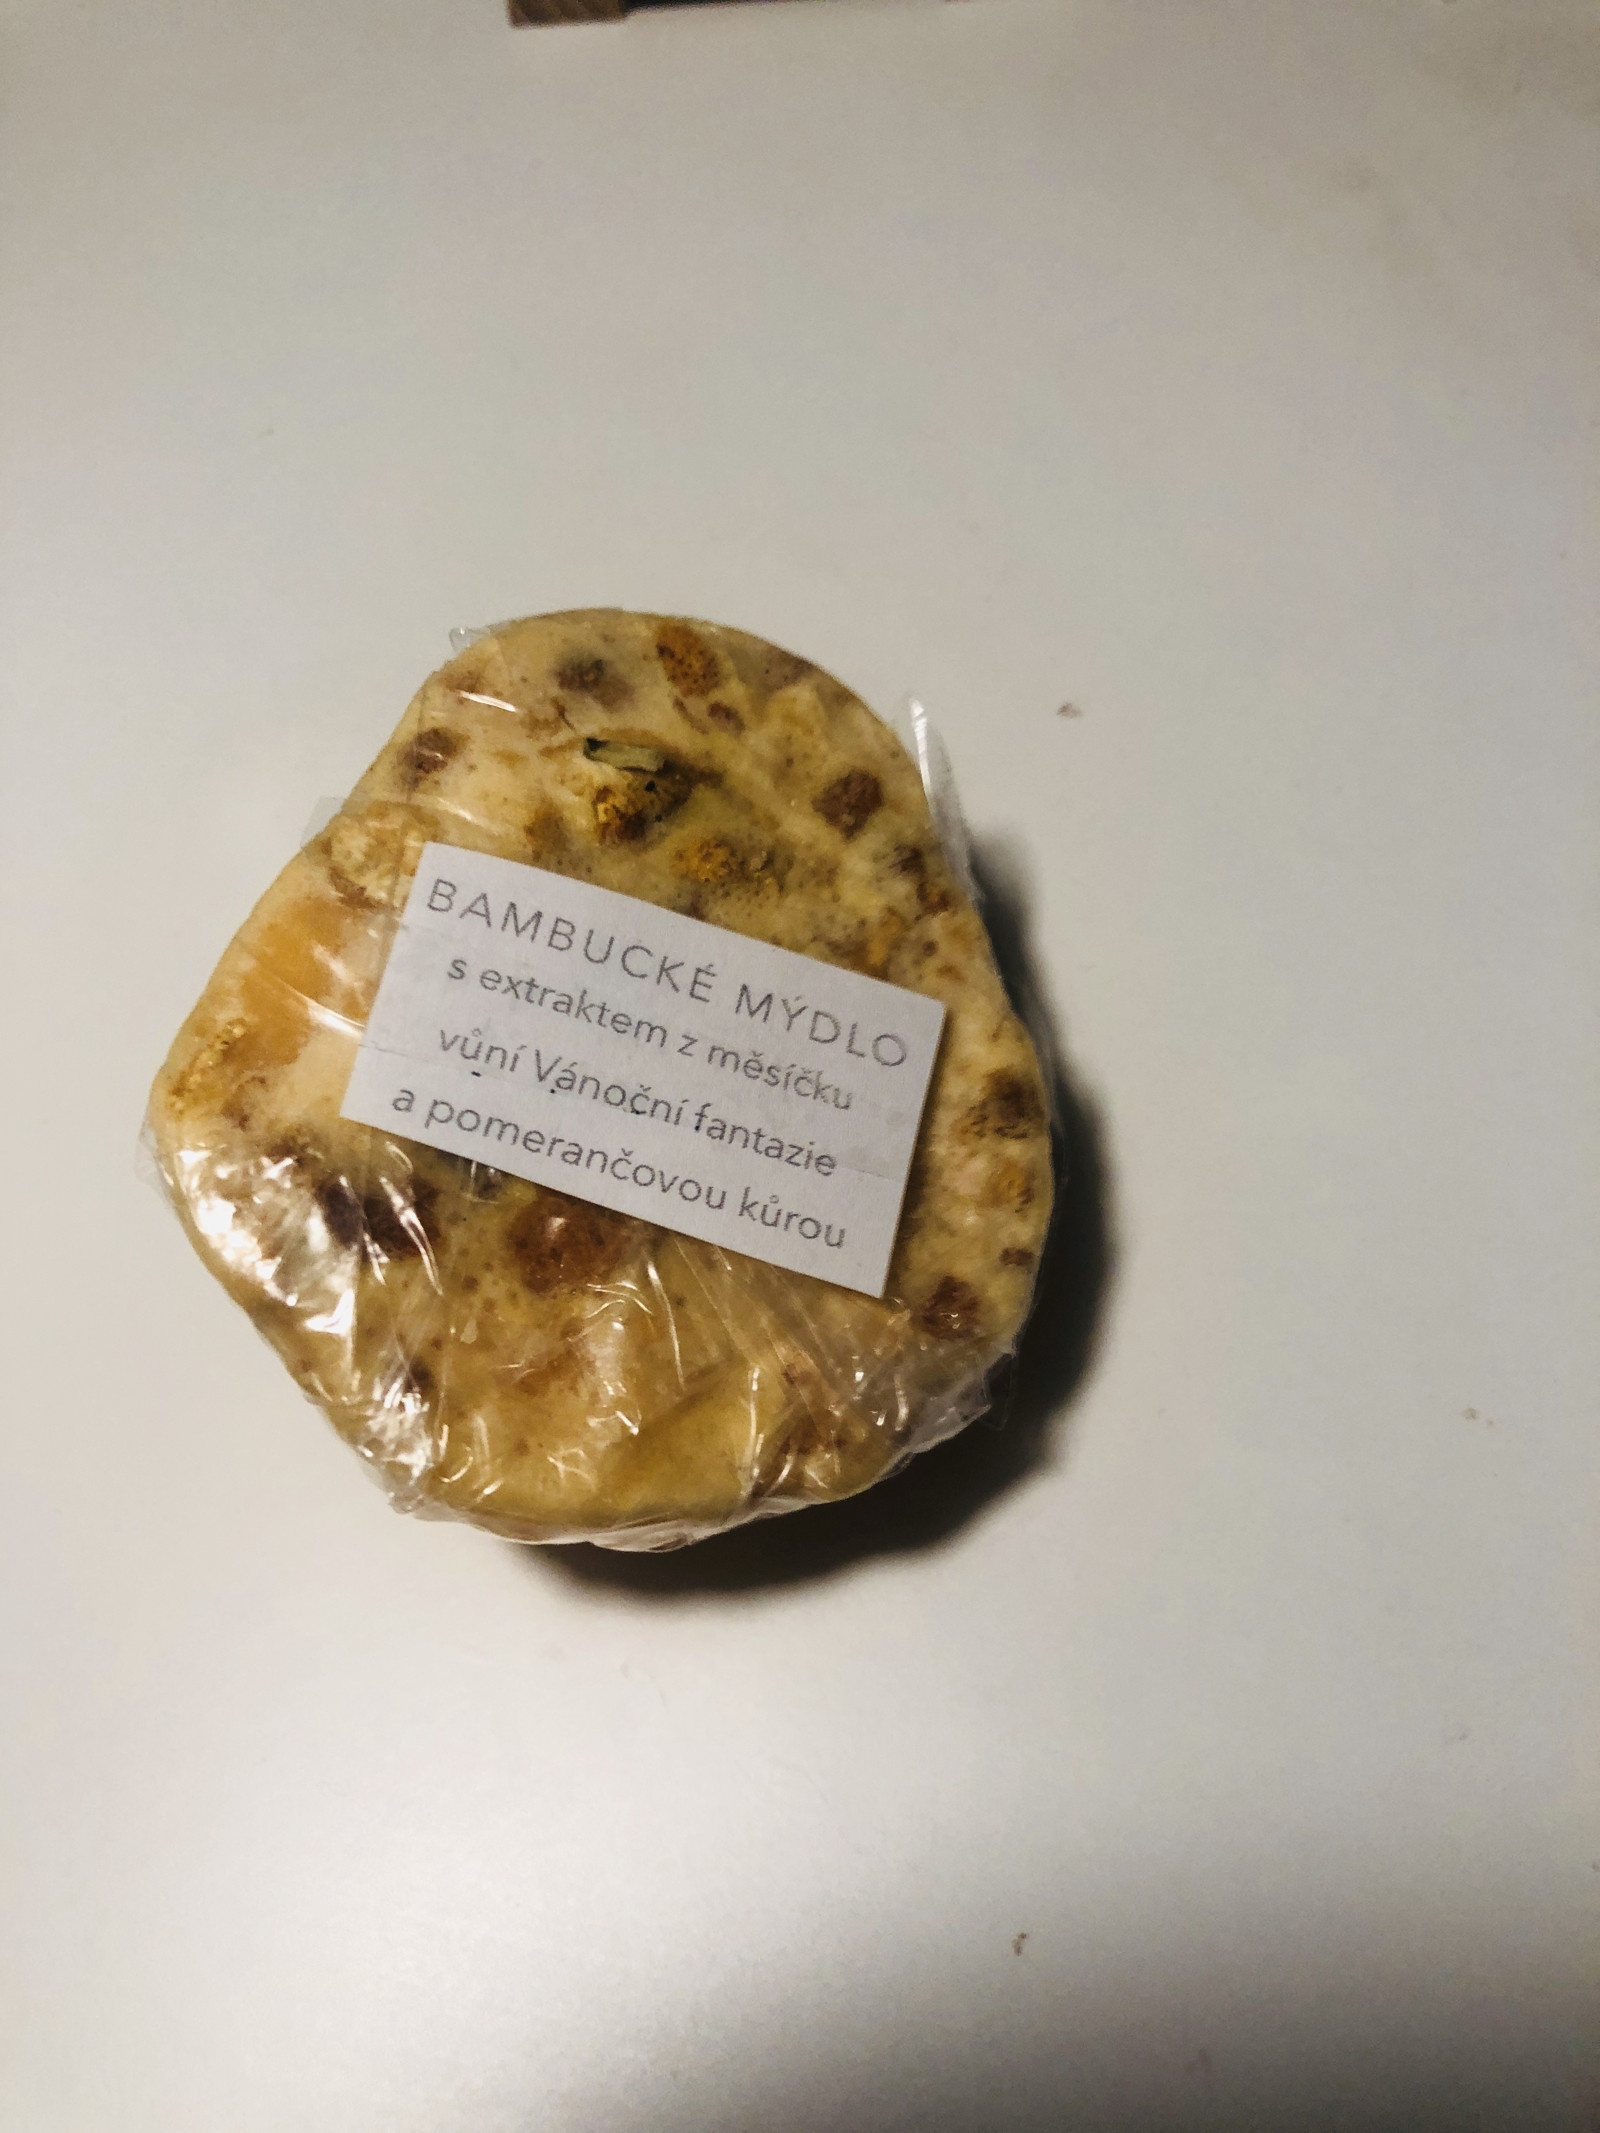 BAMBUCKÉ MÝDLO
s extraktem z měsíčku
vůní Vánoční fantazie
a pomerančovou kůrou